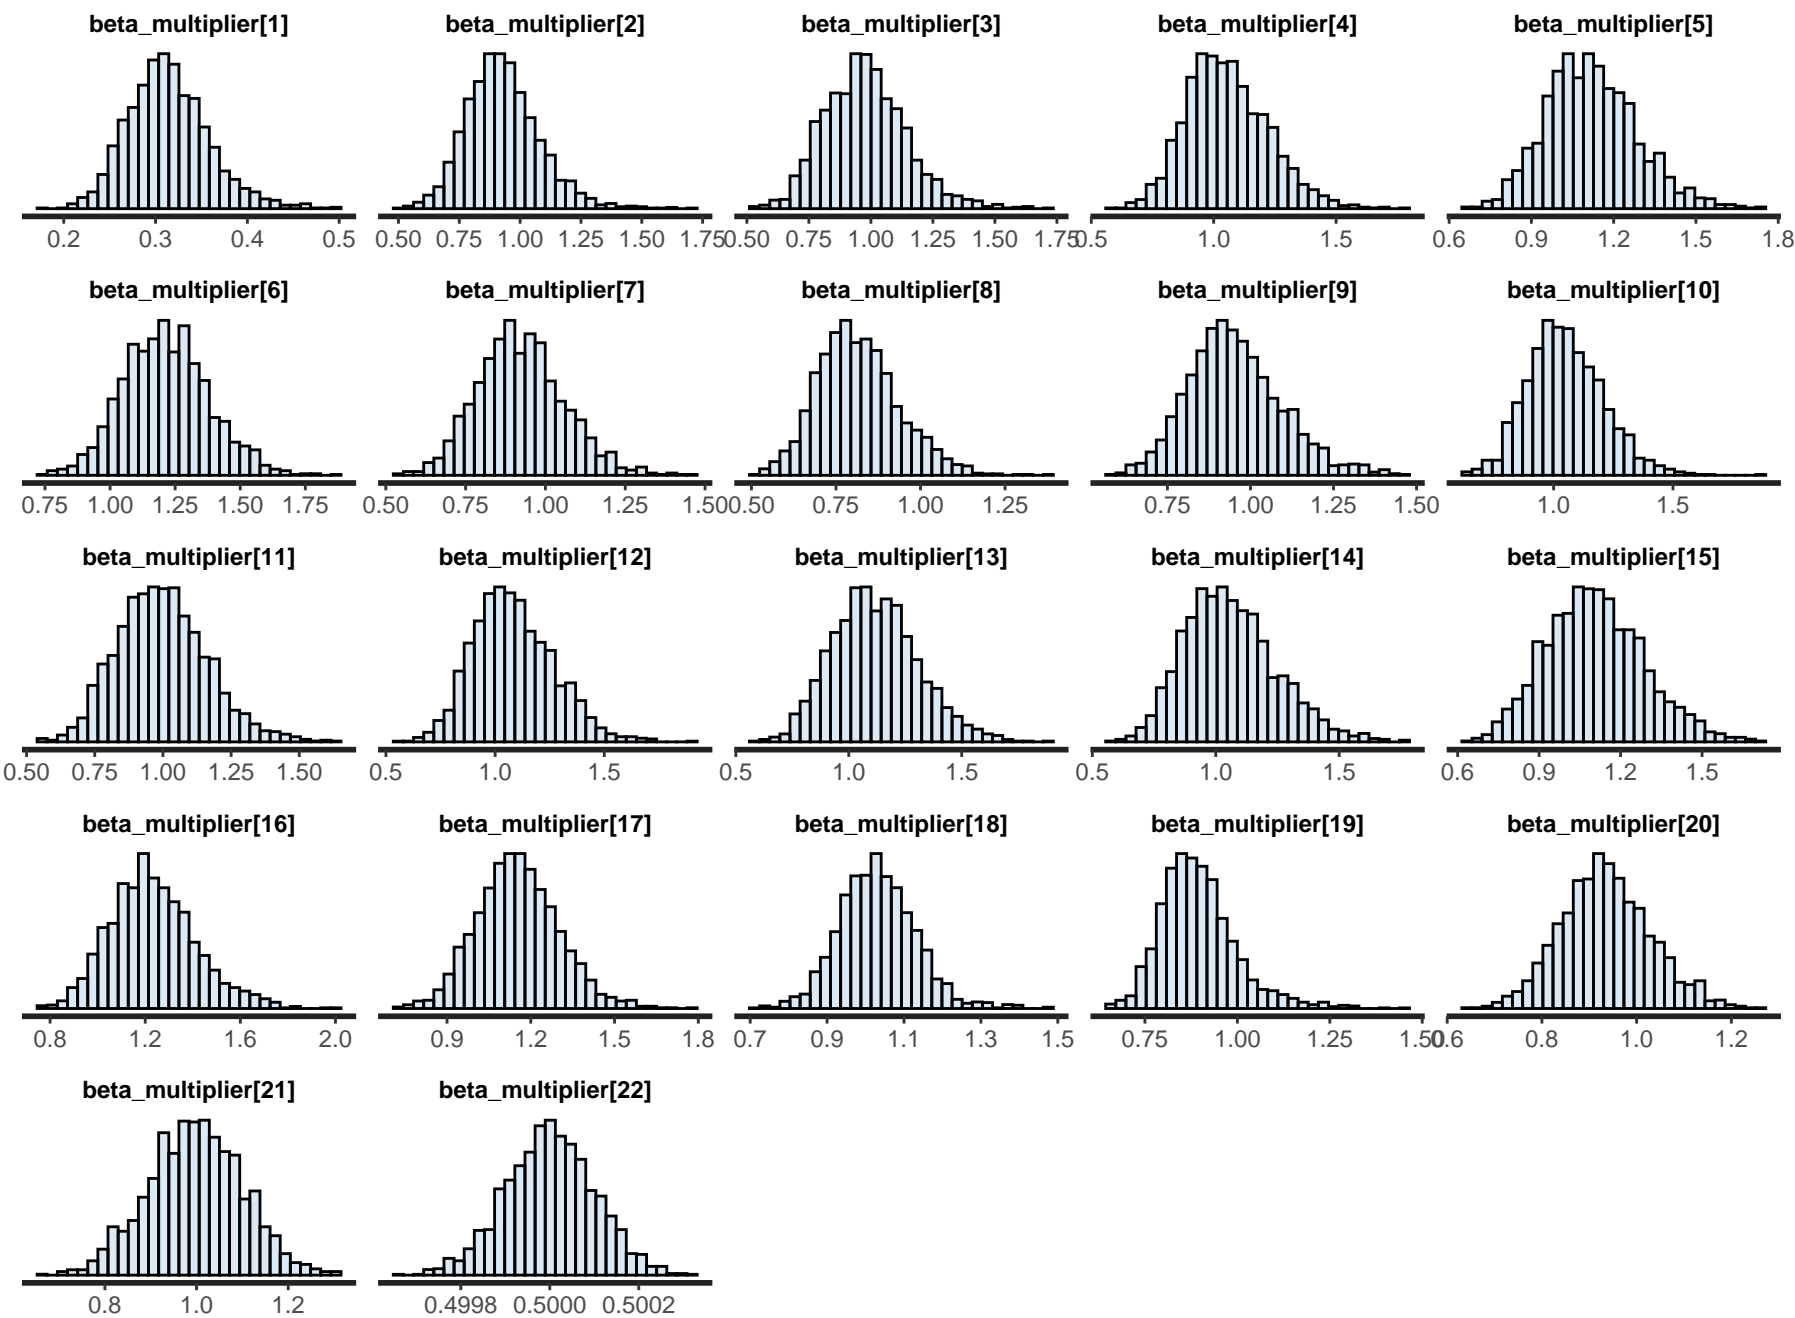 beta_multiplier[1] beta_multiplier[2] beta_multiplier[3] beta_multiplier[4] beta_multiplier[5]
0.2 0.3 0.4 0.5 0.50 0.75 1.00 1.25 1.50 1.75 0.50 0.75 1.00 1.25 1.50 1.75 0.5 1.0 1.5 0.6 0.9 1.2 1.5 1.8
beta_multiplier[6] beta_multiplier[7] beta_multiplier[8] beta_multiplier[9] beta_multiplier[10]
0.75 1.00 1.25 1.50 1.75 0.50 0.75 1.00 1.25 1.50 0.50 0.75 1.00 1.25 0.75 1.00 1.25 1.50 1.0 1.5
beta_multiplier[11] beta_multiplier[12] beta_multiplier[13] beta_multiplier[14] beta_multiplier[15]
0.50 0.75 1.00 1.25 1.50 0.5 1.0 1.5 0.5 1.0 1.5 0.5 1.0 1.5 0.6 0.9 1.2 1.5
beta_multiplier[16] beta_multiplier[17] beta_multiplier[18] beta_multiplier[19] beta_multiplier[20]
0.8 1.2 1.6 2.0 0.9 1.2 1.5 1.8 0.7 0.9 1.1 1.3 1.5 0.75 1.00 1.25 1.50 0.6 0.8 1.0 1.2
beta_multiplier[21] beta_multiplier[22]
0.8 1.0 1.2 0.4998 0.5000 0.5002